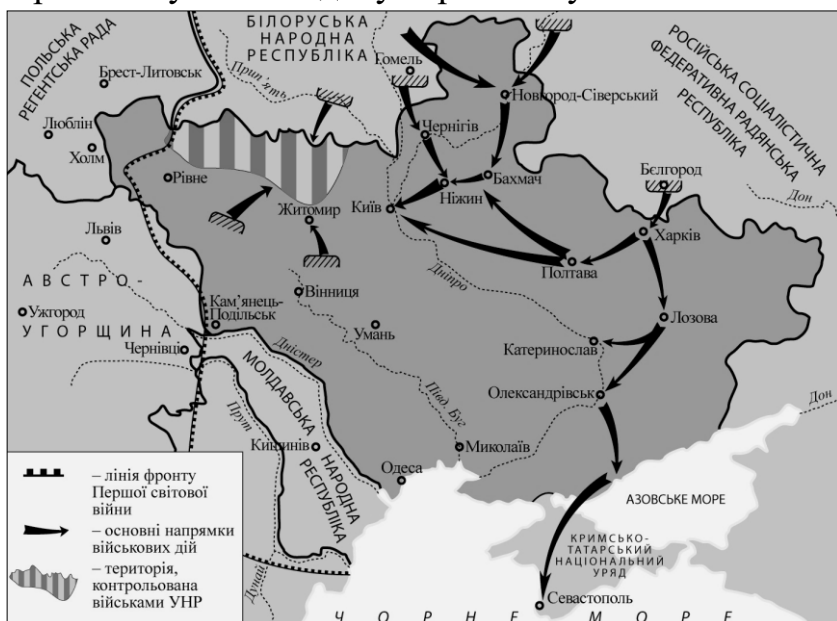 БІЛОРУСЬКА
НАРОДНА
РЕСПУБЛІКА
ПОЛЬСЬКА
РЕГЕНТСЬКА РАДА
РОСІЙСЬКА СОЦІАЛІСТИЧНА
ФЕДЕРАТИВНА РАДЯНСЬКА
РЕСПУБЛІКА
Брест-Литовськ
Прип'ять
Гомель
Новгород-Сіверський
Люблін
Холм
Чернігів
Рівне
Бахмач
Ніжин
Бєлгород
Дон
Київ
Житомир
Харків
Львів
Полтава
АВСТРО-
УГОРЩИНА
Дніпро
Вінниця
Ужгород
Кам'янець-
Подільськ
Лозова
Умань
Чернівці
Дністер
Катеринослав
Олександрівськ
МОЛДАВСЬКА
НАРОДНА
РЕСПУБЛІКА
Півд. Буг
Прут
Дон
Кишинів
Миколаїв
Одеса
АЗОВСЬКЕ МОРЕ
– лінія фронту
Першої світової
війни
– основні напрямки
військових дій
– територія,
контрольована
військами УНР
КРИМСЬКО-
ТАТАРСЬКИЙ
НАЦІОНАЛЬНИЙ
УРЯД
Дунай
Севастополь
ЧОРНЕ МОРЕ